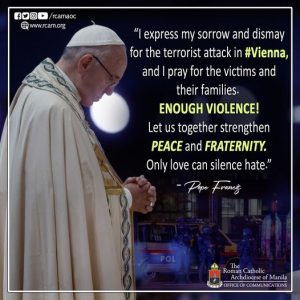 /rcamaoc
www.rcam.org
“I express my sorrow and dismay
for the terrorist attack in #Vienna,
and I pray for the victims and
their families.
ENOUGH VIOLENCE!
Let us together strengthen
PEACE and FRATERNITY.
Only love can silence hate.”
- Pope Francis
The
Roman Catholic
Archdiocese of Manila
OFFICE OF COMMUNICATIONS